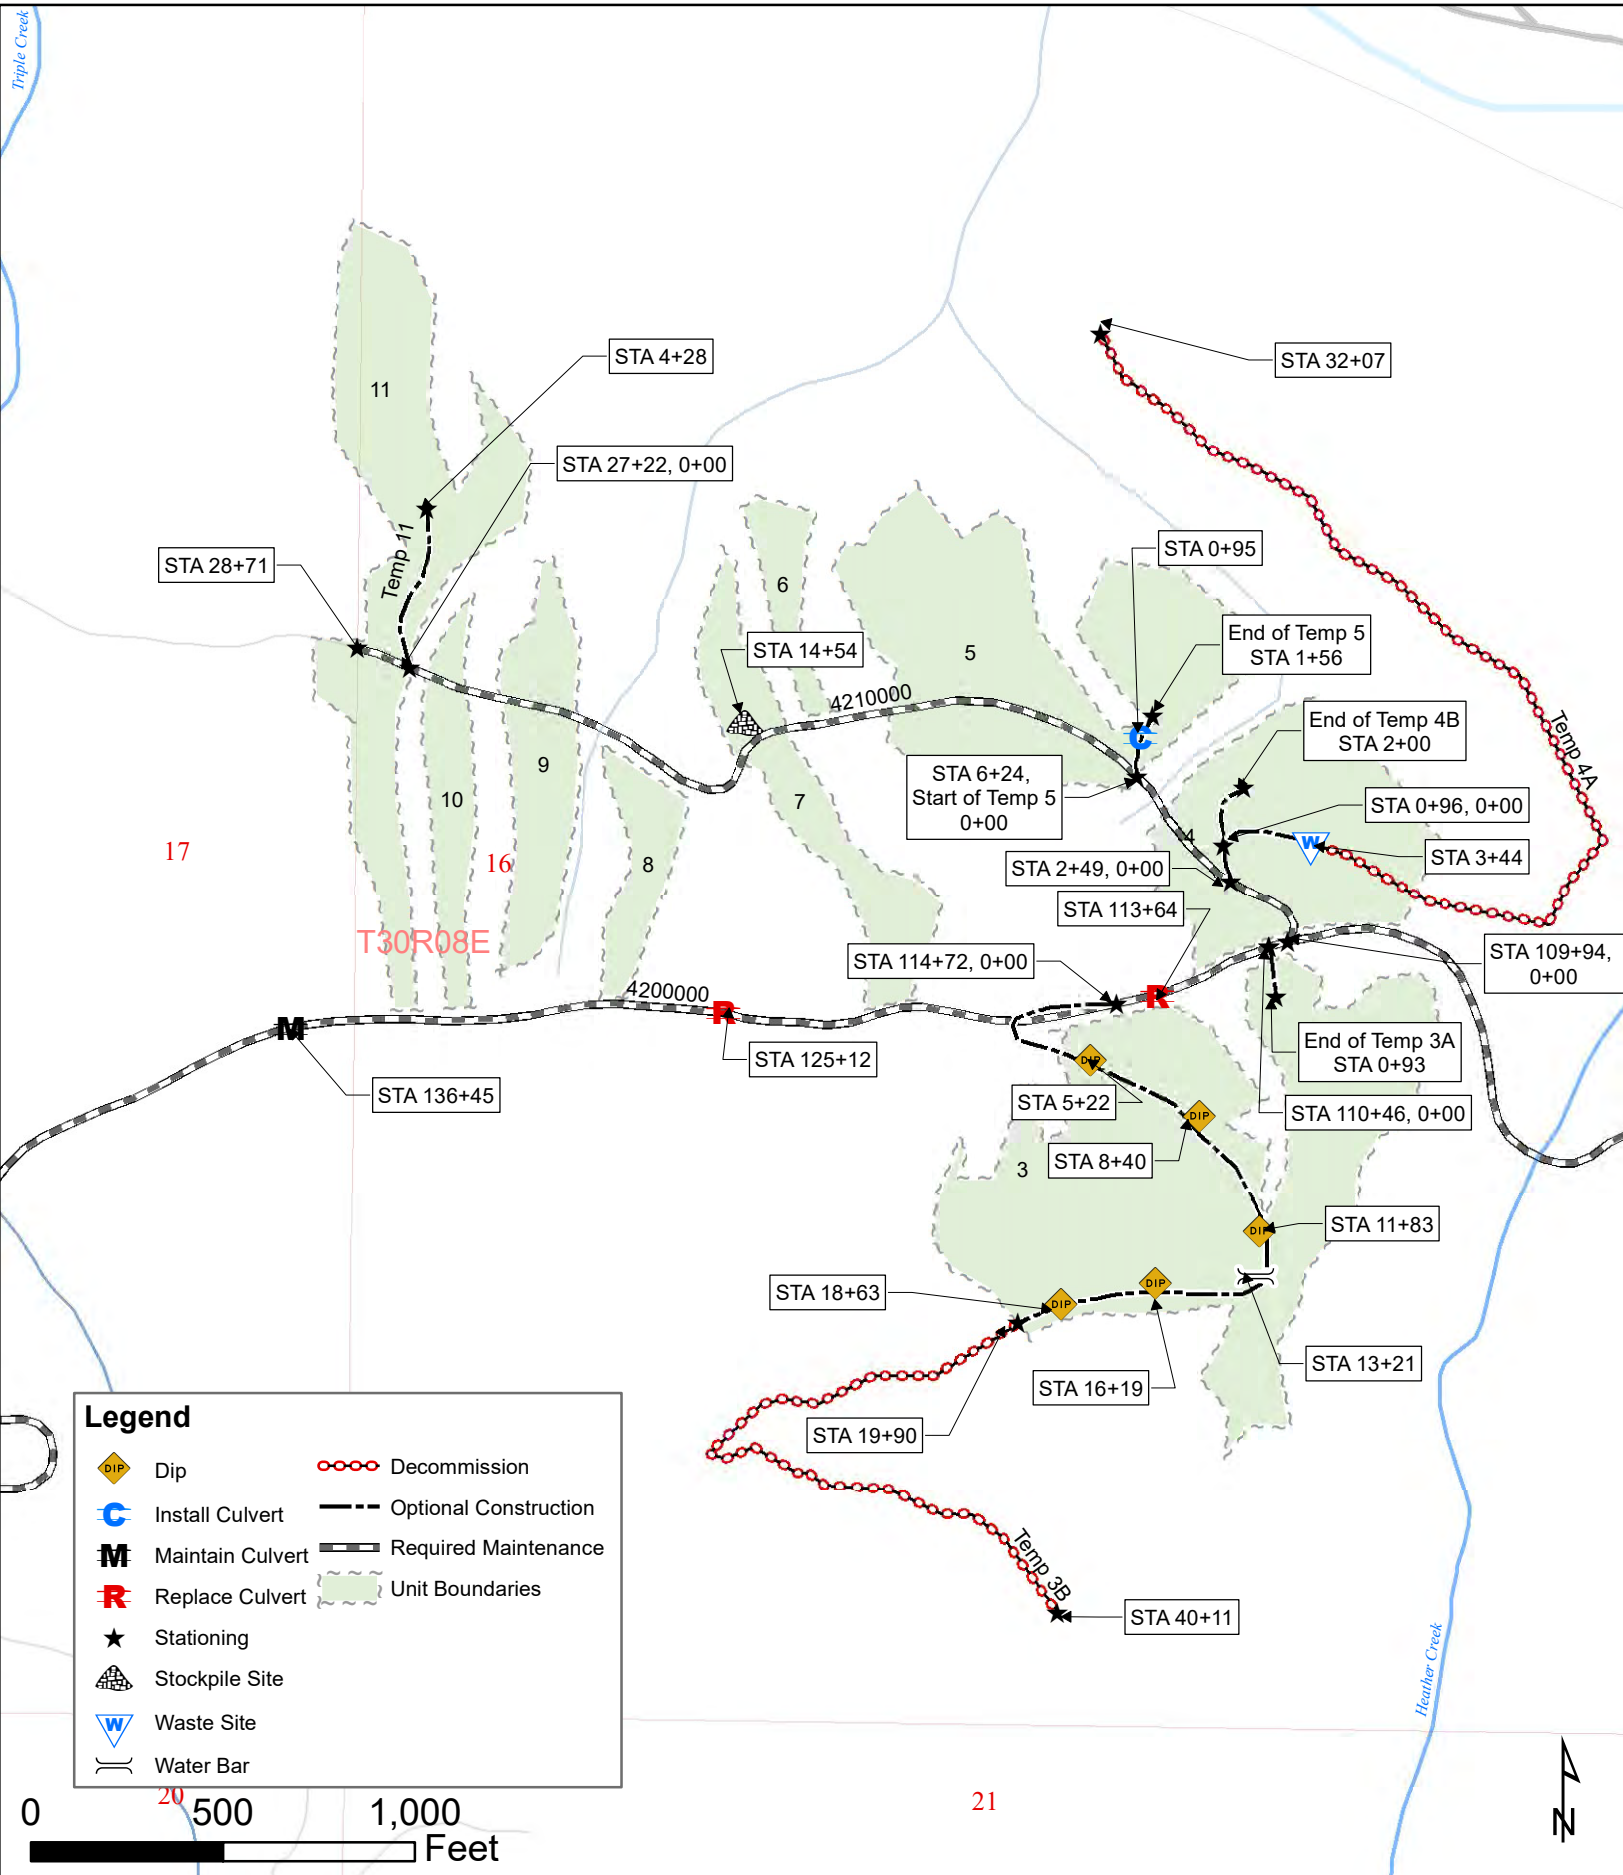 Triple Creek
STA 4+28
STA 32+07
11
STA 27+22, 0+00
Temp 11
STA 28+71
STA 0+95
6
End of Temp 5
STA 1+56
5
STA 14+54
4210000
End of Temp 4B
STA 2+00
Temp 4A
9
STA 6+24,
Start of Temp 5
0+00
10
7
STA 0+96, 0+00
C
W
4
17
16
8
STA 2+49, 0+00
STA 3+44
STA 113+64
T30R08E
STA 114+72, 0+00
STA 109+94,
0+00
4200000
R
R
M
End of Temp 3A
STA 0+93
STA 125+12
DIP
STA 136+45
STA 5+22
STA 110+46, 0+00
DIP
STA 8+40
3
STA 11+83
DIP
STA 18+63
DIP
DIP
STA 13+21
STA 16+19
STA 19+90
Temp 3B
STA 40+11
Heather Creek
Legend
DIP Dip
C Install Culvert
M Maintain Culvert
R Replace Culvert
Stationing
Stockpile Site
W Waste Site
Water Bar
Decommission
Optional Construction
Required Maintenance
Unit Boundaries
20
21
0 500 1,000
Feet
N